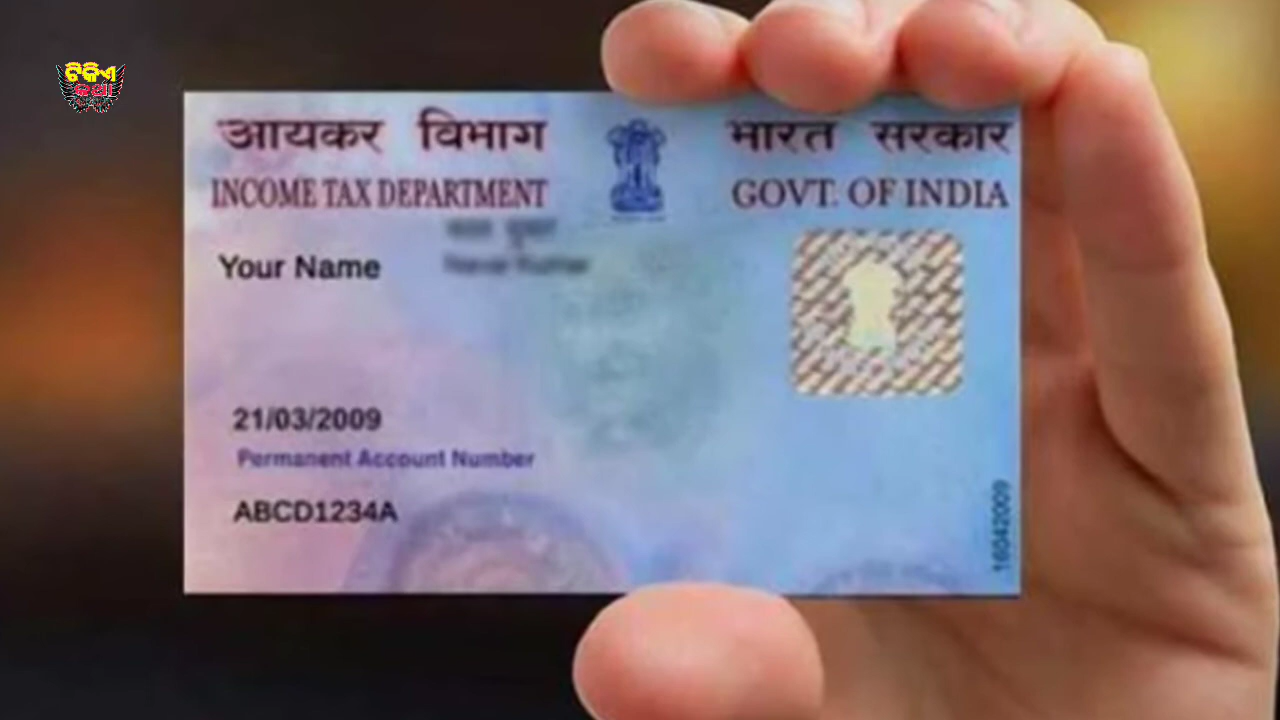 ଟିକିଏ
କଥା
आयकर विभाग
भारत सरकार
INCOME TAX DEPARTMENT
GOVT. OF INDIA
Your Name
21/03/2009
Permanent Account Number
ABCD1234A
16042009